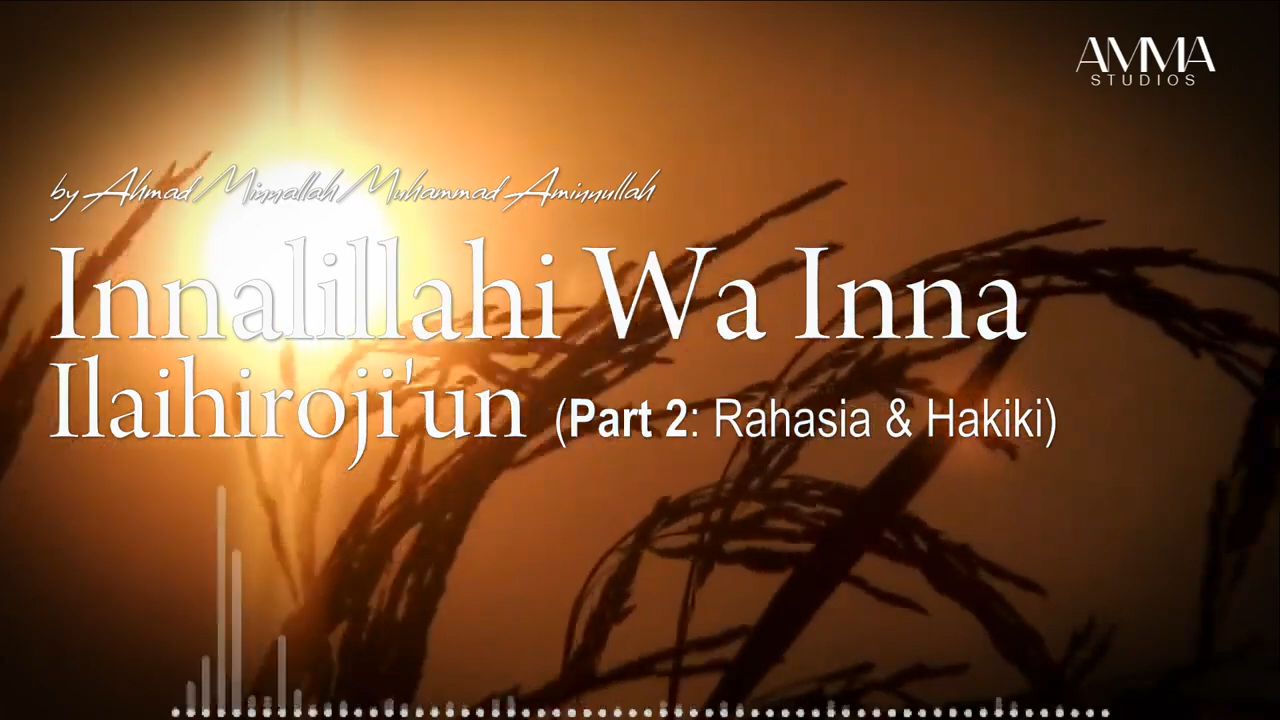 AMMA
STUDIOS
by Ahmad Minnallah Muhammad Aminnullah
Innalillahi Wa Inna
Ilaihiroji'un (Part 2: Rahasia & Hakiki)